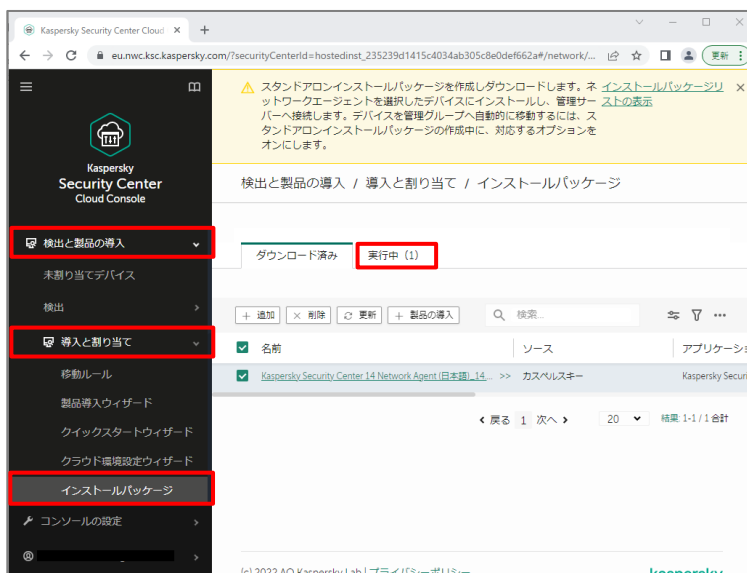 Kaspersky Security Center Cloud
eu.nwc.ksc.kaspersky.com/?securityCenterId=hostedinst_235239d1415c4034ab305c8e0def662a#/network/...
更新
Kaspersky
Security Center
Cloud Console
検出と製品の導入
未割り当てデバイス
検出
導入と割り当て
移動ルール
製品導入ウィザード
クイックスタートウィザード
クラウド環境設定ウィザード
インストールパッケージ
コンソールの設定
スタンドアロンインストールパッケージを作成しダウンロードします。ネ
ットワークエージェントを選択したデバイスにインストールし、管理サー
バーへ接続します。デバイスを管理グループへ自動的に移動するには、ス
タンドアロンインストールパッケージの作成中に、対応するオプションを
オンにします。
インストールパッケージリ
ストの表示
検出と製品の導入 / 導入と割り当て / インストールパッケージ
ダウンロード済み 実行中 (1)
+ 追加 × 削除 更新 + 製品の導入 検索...
名前 ソース アプリケーショ
Kaspersky Security Center 14 Network Agent (日本語)_14... >> カスペルスキー Kaspersky Securi
戻る 1 次へ 20 結果: 1-1 / 1 合計
(c) 2022 AO Kaspersky Lab | プライバシーポリシー kaspersky